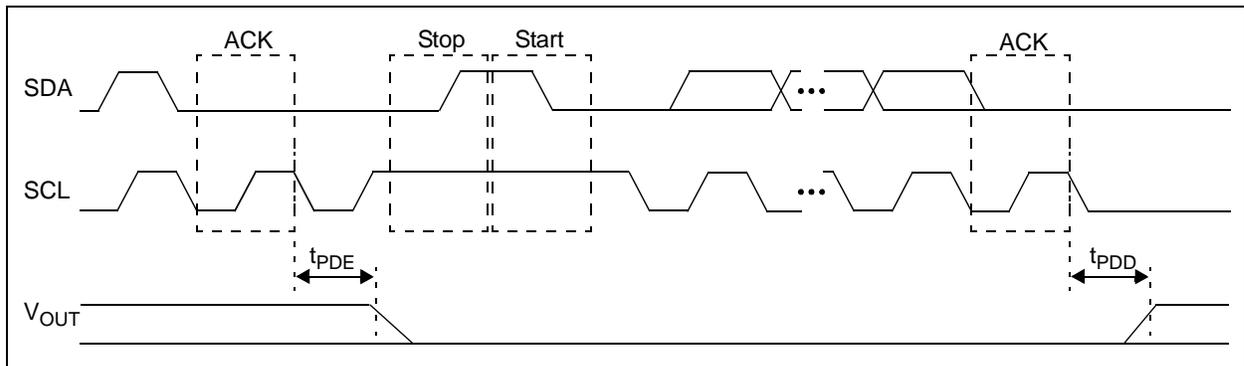 ACK Stop Start ACK
SDA
SCL
tPDE tPDD
VOUT